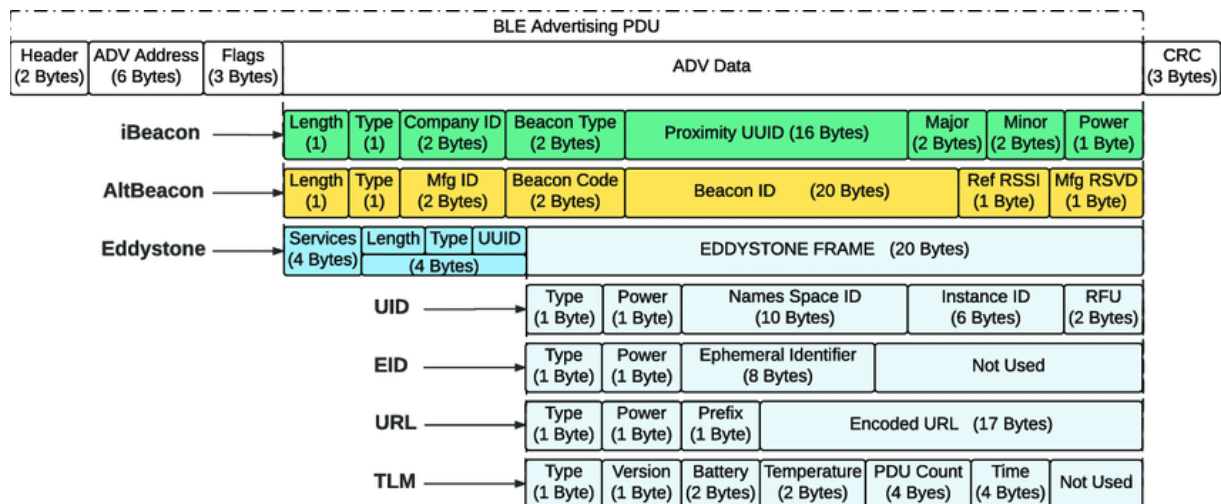 BLE Advertising PDU
Header ADV Address Flags ADV Data CRC
(2 Bytes) (6 Bytes) (3 Bytes) (3 Bytes)
iBeacon Length Type Company ID Beacon Type Proximity UUID (16 Bytes) Major Minor Power
(1) (1) (2 Bytes) (2 Bytes) (2 Bytes) (2 Bytes) (1 Byte)
AltBeacon Length Type Mfg ID Beacon Code Beacon ID (20 Bytes) Ref RSSI Mfg RSVD
(1) (1) (2 Bytes) (2 Bytes) (1 Byte) (1 Byte)
Eddystone Services Length Type UUID EDDYSTONE FRAME (20 Bytes)
(4 Bytes) (4 Bytes)
UID Type Power Names Space ID Instance ID RFU
(1 Byte) (1 Byte) (10 Bytes) (6 Bytes) (2 Bytes)
EID Type Power Ephemeral Identifier Not Used
(1 Byte) (1 Byte) (8 Bytes)
URL Type Power Prefix Encoded URL (17 Bytes)
(1 Byte) (1 Byte) (1 Byte)
TLM Type Version Battery Temperature PDU Count Time Not Used
(1 Byte) (1 Byte) (2 Bytes) (2 Bytes) (4 Byes) (4 Bytes)